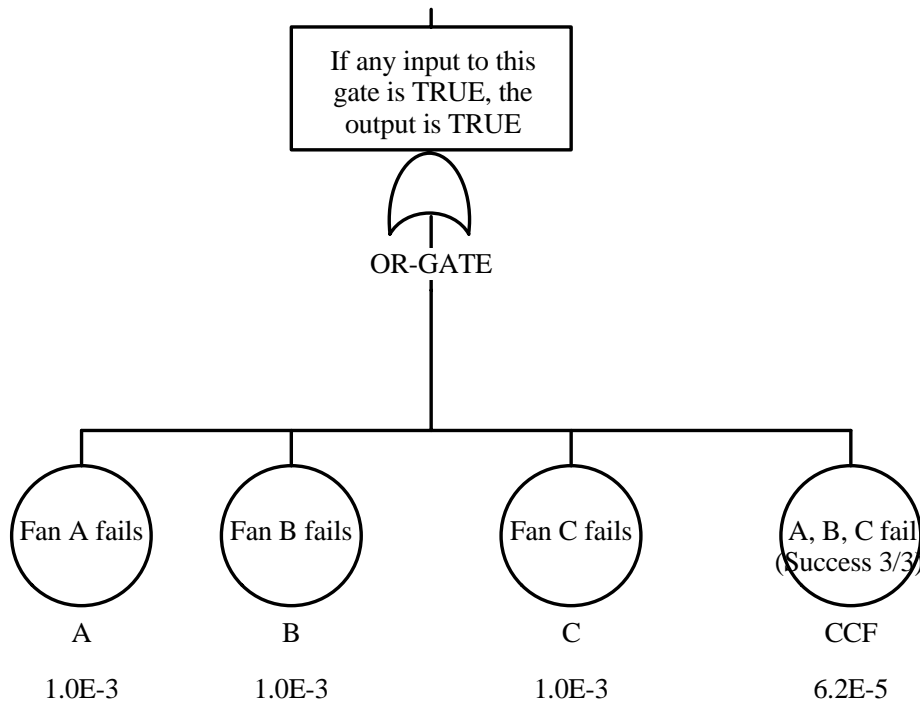 If any input to this
gate is TRUE, the
output is TRUE
OR-GATE
Fan A fails
Fan B fails
Fan C fails
A, B, C fail
(Success 3/3)
A
B
C
CCF
1.0E-3
1.0E-3
1.0E-3
6.2E-5